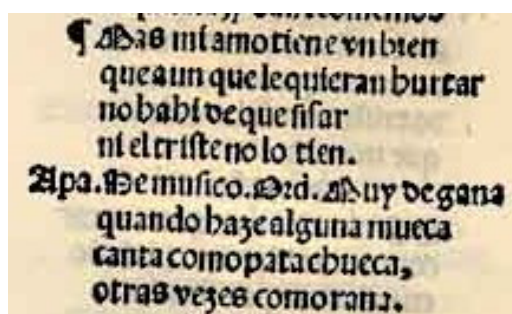 ¶ Mas mi amo tiene vn bien
que aun que le quieran hurtar
no hahi de que sisar
ni el triste no lo tien.
Apa. De musico. Ord. Muy de gana
quando haze alguna mueca
canta como pata chueca,
otras vezes como rana.